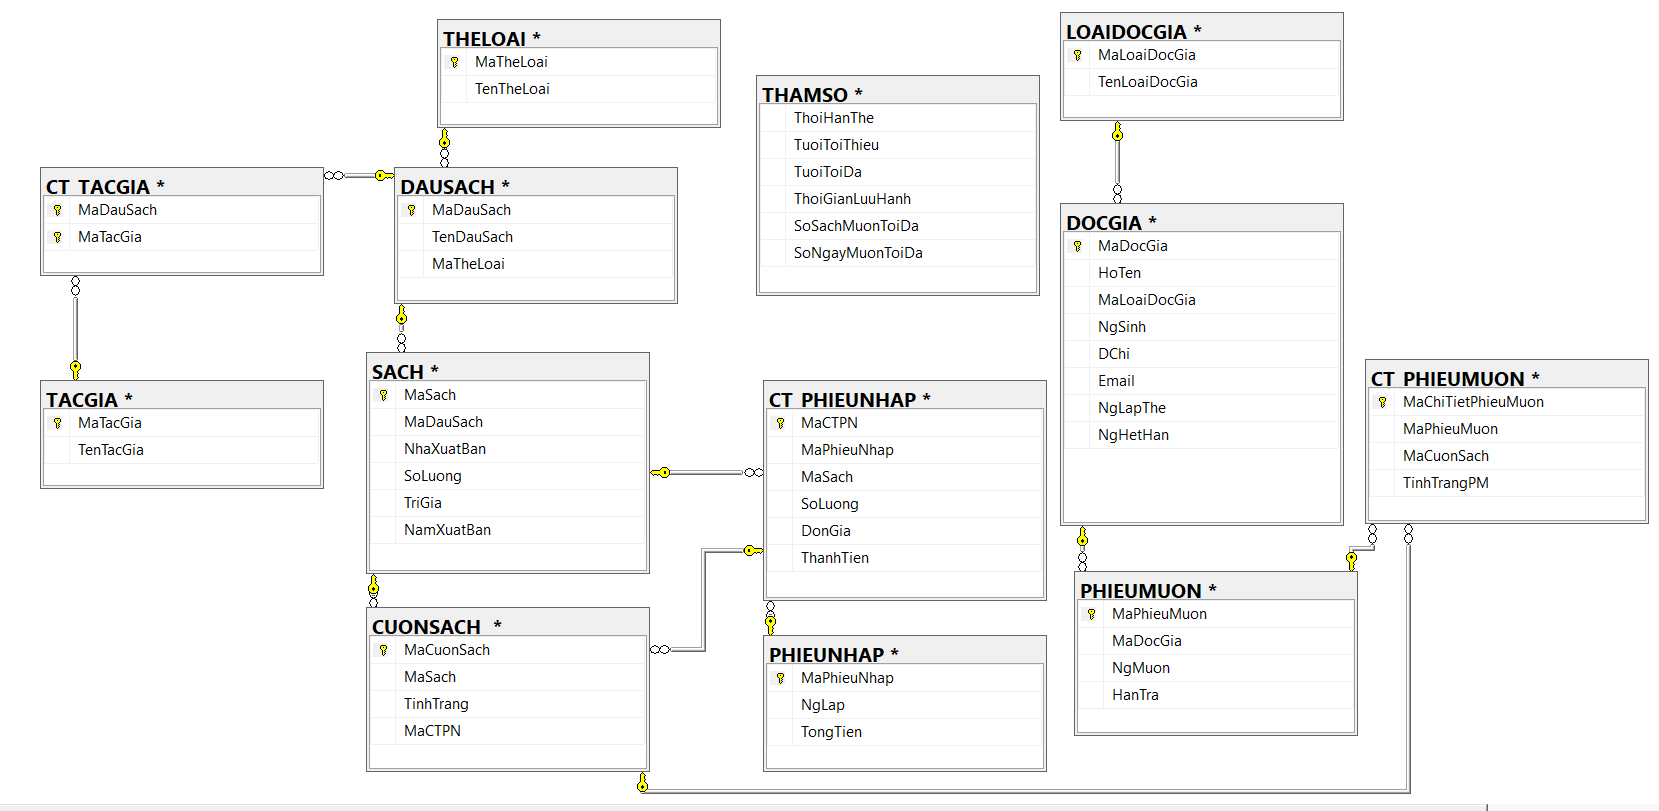 THELOAI *
MaTheLoai
TenTheLoai
LOAIDOCGIA *
MaLoaiDocGia
TenLoaiDocGia
THAMSO *
ThoiHanThe
TuoiToiThieu
TuoiToiDa
ThoiGianLuuHanh
SoSachMuonToiDa
SoNgayMuonToiDa
CT_TACGIA *
MaDauSach
MaTacGia
DAUSACH *
MaDauSach
TenDauSach
MaTheLoai
DOCGIA *
MaDocGia
HoTen
MaLoaiDocGia
NgSinh
DChi
Email
NgLapThe
NgHetHan
TACGIA *
MaTacGia
TenTacGia
SACH *
MaSach
MaDauSach
NhaXuatBan
SoLuong
TriGia
NamXuatBan
CT_PHIEUNHAP *
MaCTPN
MaPhieuNhap
MaSach
SoLuong
DonGia
ThanhTien
CT_PHIEUMUON *
MaChiTietPhieuMuon
MaPhieuMuon
MaCuonSach
TinhTrangPM
CUONSACH *
MaCuonSach
MaSach
TinhTrang
MaCTPN
PHIEUNHAP *
MaPhieuNhap
NgLap
TongTien
PHIEUMUON *
MaPhieuMuon
MaDocGia
NgMuon
HanTra